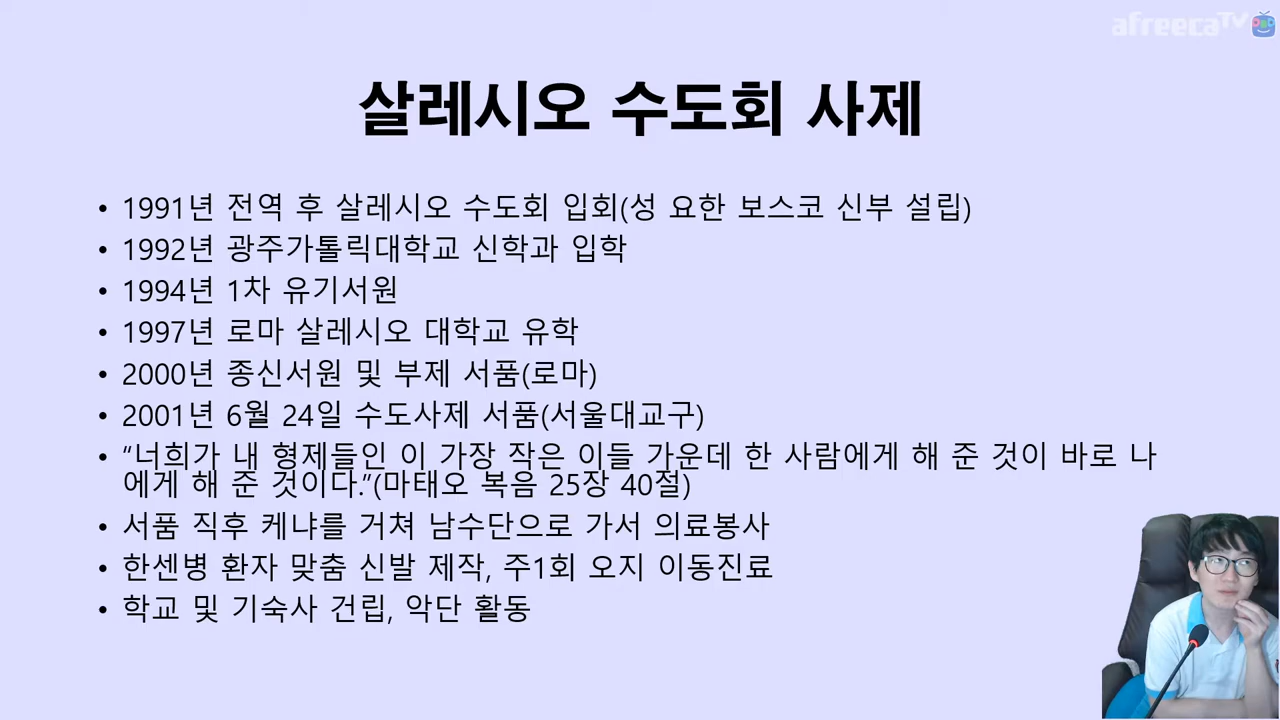 afreecaTV
살레시오 수도회 사제
• 1991년 전역 후 살레시오 수도회 입회(성 요한 보스코 신부 설립)
• 1992년 광주가톨릭대학교 신학과 입학
• 1994년 1차 유기서원
• 1997년 로마 살레시오 대학교 유학
• 2000년 종신서원 및 부제 서품(로마)
• 2001년 6월 24일 수도사제 서품(서울대교구)
• “너희가 내 형제들인 이 가장 작은 이들 가운데 한 사람에게 해 준 것이 바로 나
에게 해 준 것이다.”(마태오 복음 25장 40절)
• 서품 직후 케냐를 거쳐 남수단으로 가서 의료봉사
• 한센병 환자 맞춤 신발 제작, 주1회 오지 이동진료
• 학교 및 기숙사 건립, 악단 활동